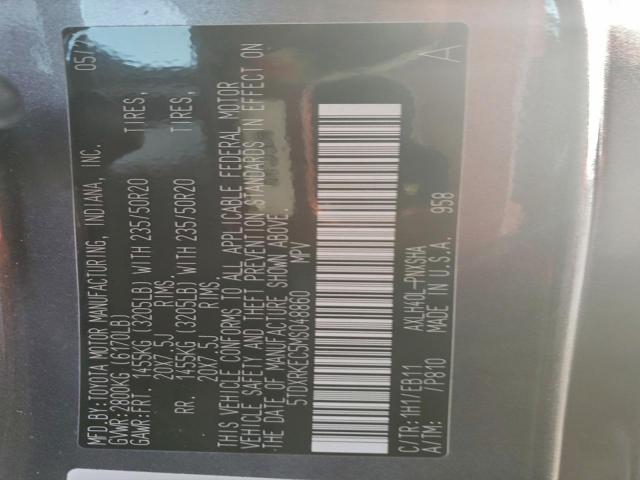 MFD.BY:TOYOTA MOTOR MANUFACTURING, INDIANA, INC. 05/
GVWR:2800KG (6170LB)
GAWR:FRT 1455KG (3205LB) WITH 235/50R20 TIRES,
20X7.5J RIMS,
RR. 1455KG (3205LB) WITH 235/50R20 TIRES,
20X7.5J RIMS.
THIS VEHICLE CONFORMS TO ALL APPLICABLE FEDERAL MOTOR
VEHICLE SAFETY AND THEFT PREVENTION STANDARDS IN EFFECT ON
THE DATE OF MANUFACTURE SHOWN ABOVE.
5TDXRKEC5MS048860 MPV
C/TR:1H1/EB11 AXLH40L-PNXSHA
A/TM: /P810 MADE IN U.S.A. 958
A